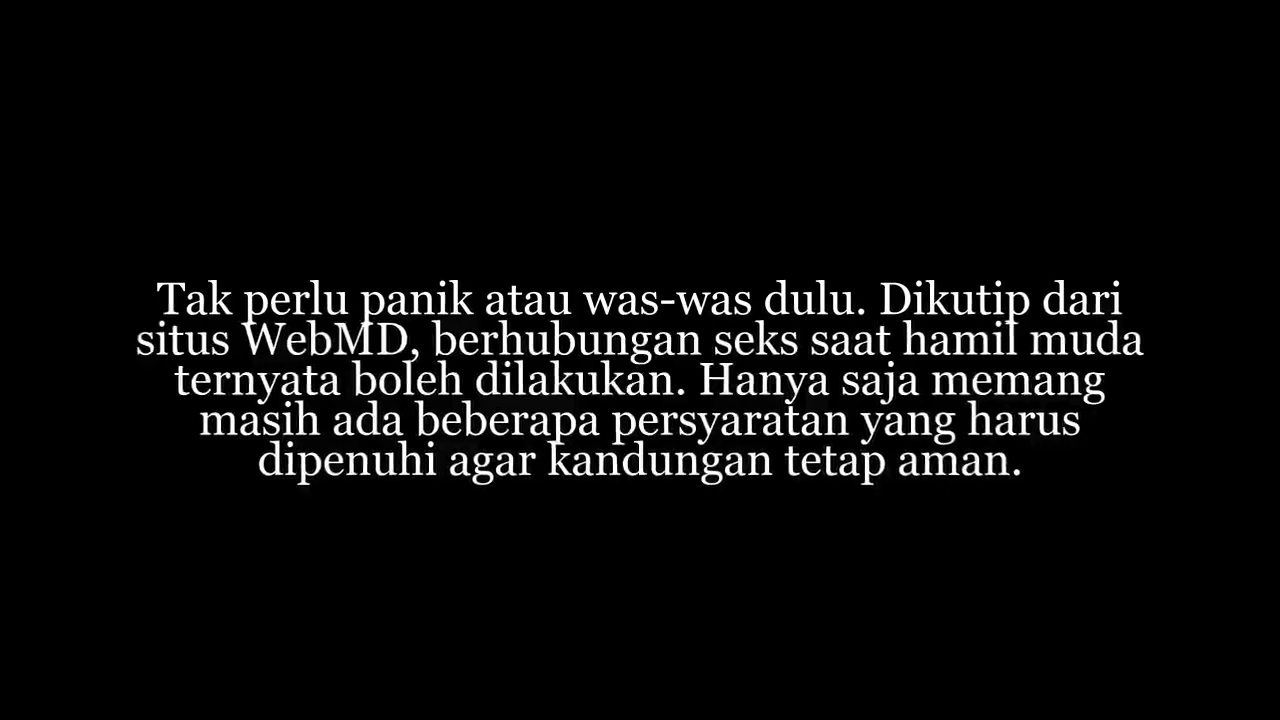 Tak perlu panik atau was-was dulu. Dikutip dari
situs WebMD, berhubungan seks saat hamil muda
ternyata boleh dilakukan. Hanya saja memang
masih ada beberapa persyaratan yang harus
dipenuhi agar kandungan tetap aman.